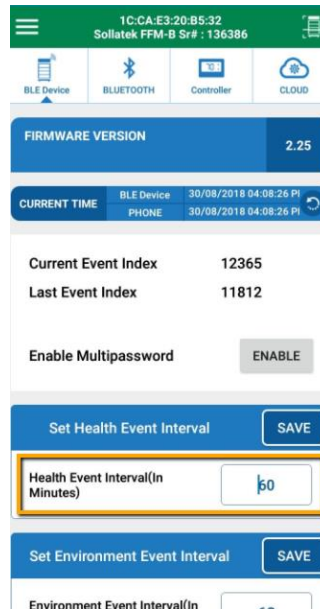 1C:CA:E3:20:B5:32
Sollatek FFM-B Sr# : 136386
BLE Device
BLUETOOTH
Controller
CLOUD
FIRMWARE VERSION
2.25
CURRENT TIME
BLE Device 30/08/2018 04:08:26 P
PHONE 30/08/2018 04:08:26 P
Current Event Index 12365
Last Event Index 11812
Enable Multipassword ENABLE
Set Health Event Interval SAVE
Health Event Interval(In
Minutes)
60
Set Environment Event Interval SAVE
Environment Event Interval(In